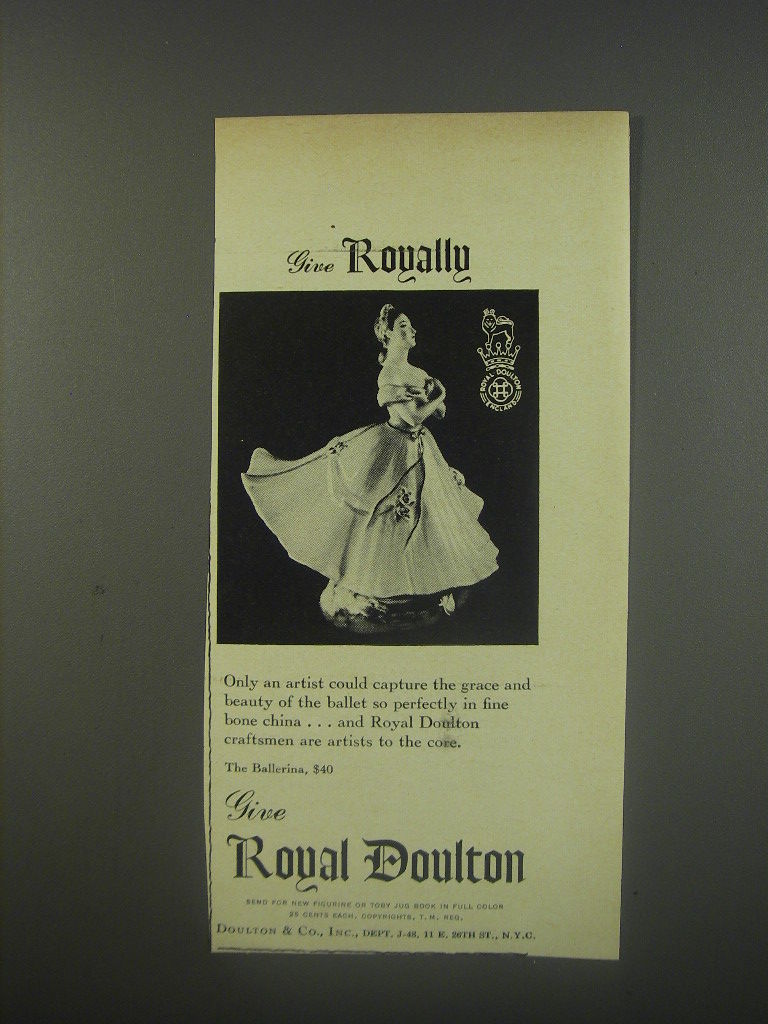 Give Royally
ROYAL DOULTON
ENGLAND
Only an artist could capture the grace and
beauty of the ballet so perfectly in fine
bone china . . . and Royal Doulton
craftsmen are artists to the core.
The Ballerina, $40
Give
Royal Doulton
SEND FOR NEW FIGURINE OR TOBY JUG BOOK IN FULL COLOR
25 CENTS EACH. COPYRIGHTS, T. M. REG.
DOULTON & CO., INC., DEPT. J-48, 11 E. 26TH ST., N.Y.C.